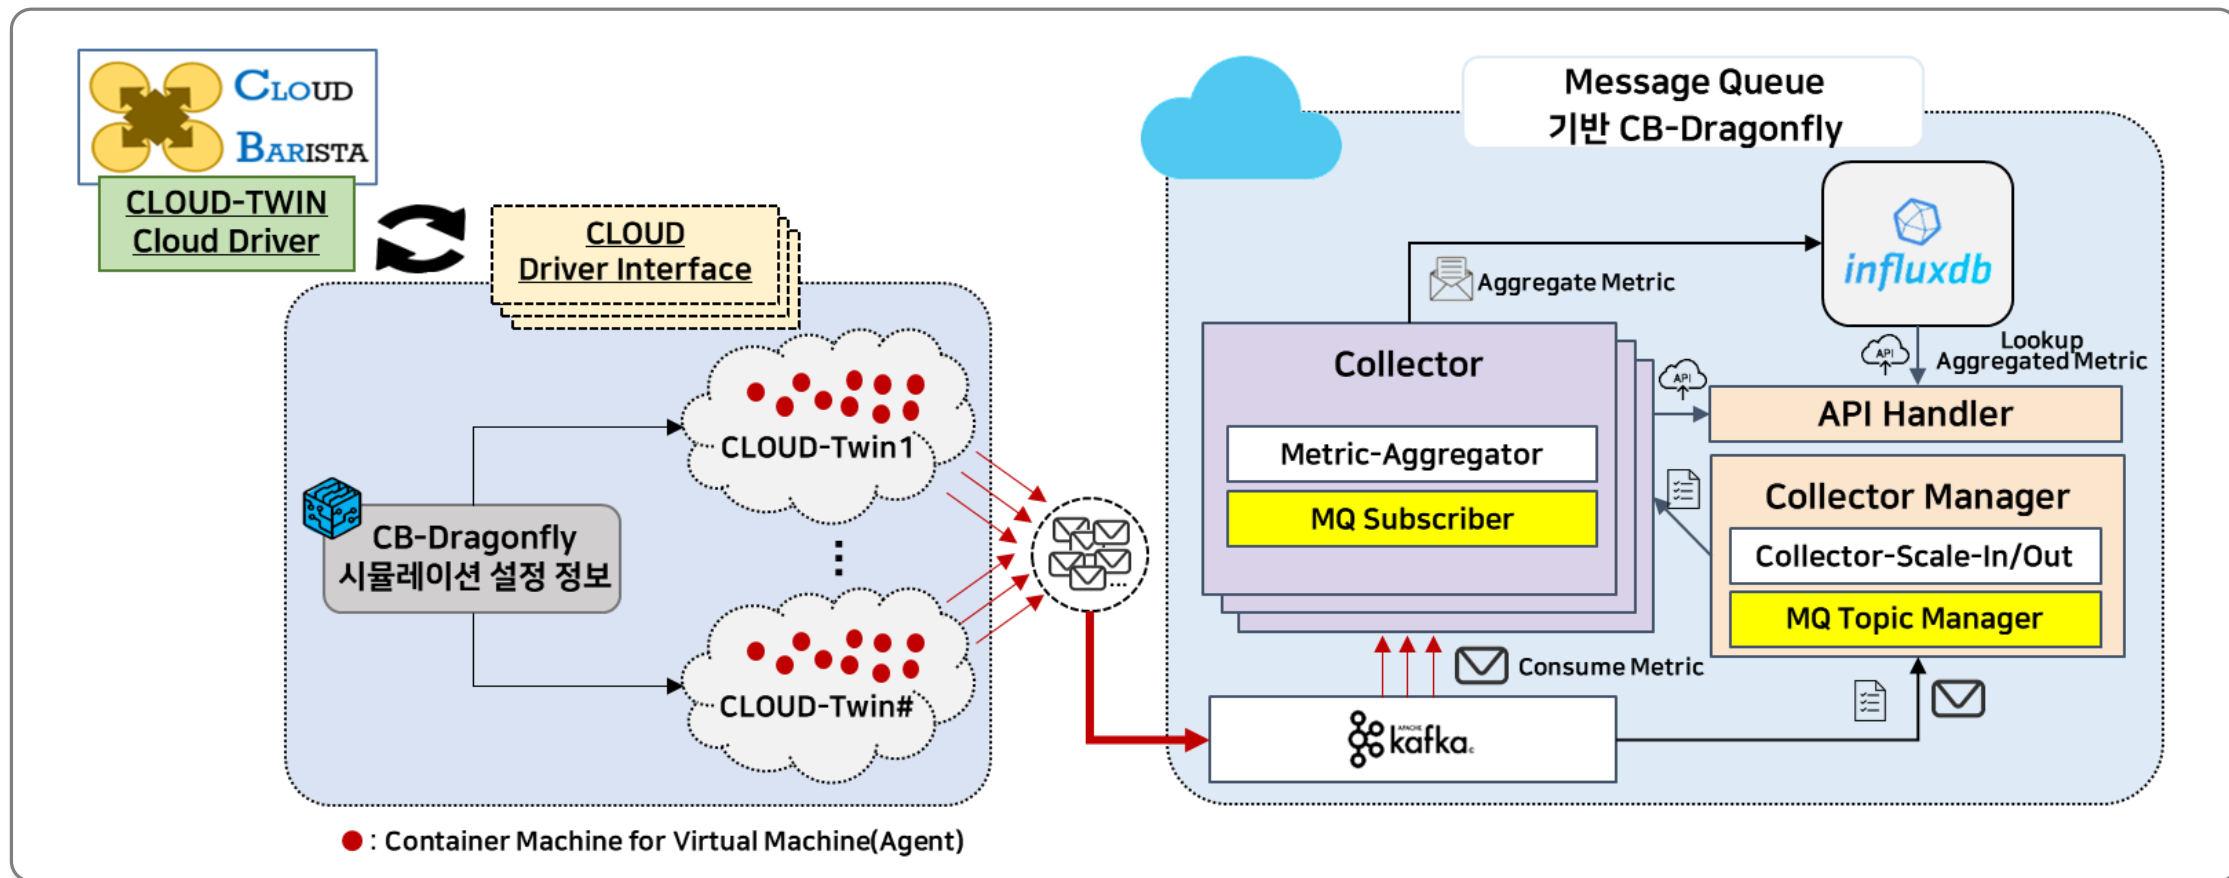 CLOUD
BARISTA
CLOUD-TWIN
Cloud Driver
CLOUD
Driver Interface
CLOUD-Twin1
CB-Dragonfly
시뮬레이션 설정 정보
CLOUD-Twin#
: Container Machine for Virtual Machine(Agent)
...
Message Queue
기반 CB-Dragonfly
influxdb
Aggregate Metric
Lookup
Aggregated Metric
API
API
Collector
Metric-Aggregator
MQ Subscriber
API Handler
Collector Manager
Collector-Scale-In/Out
MQ Topic Manager
Consume Metric
APACHE
kafka